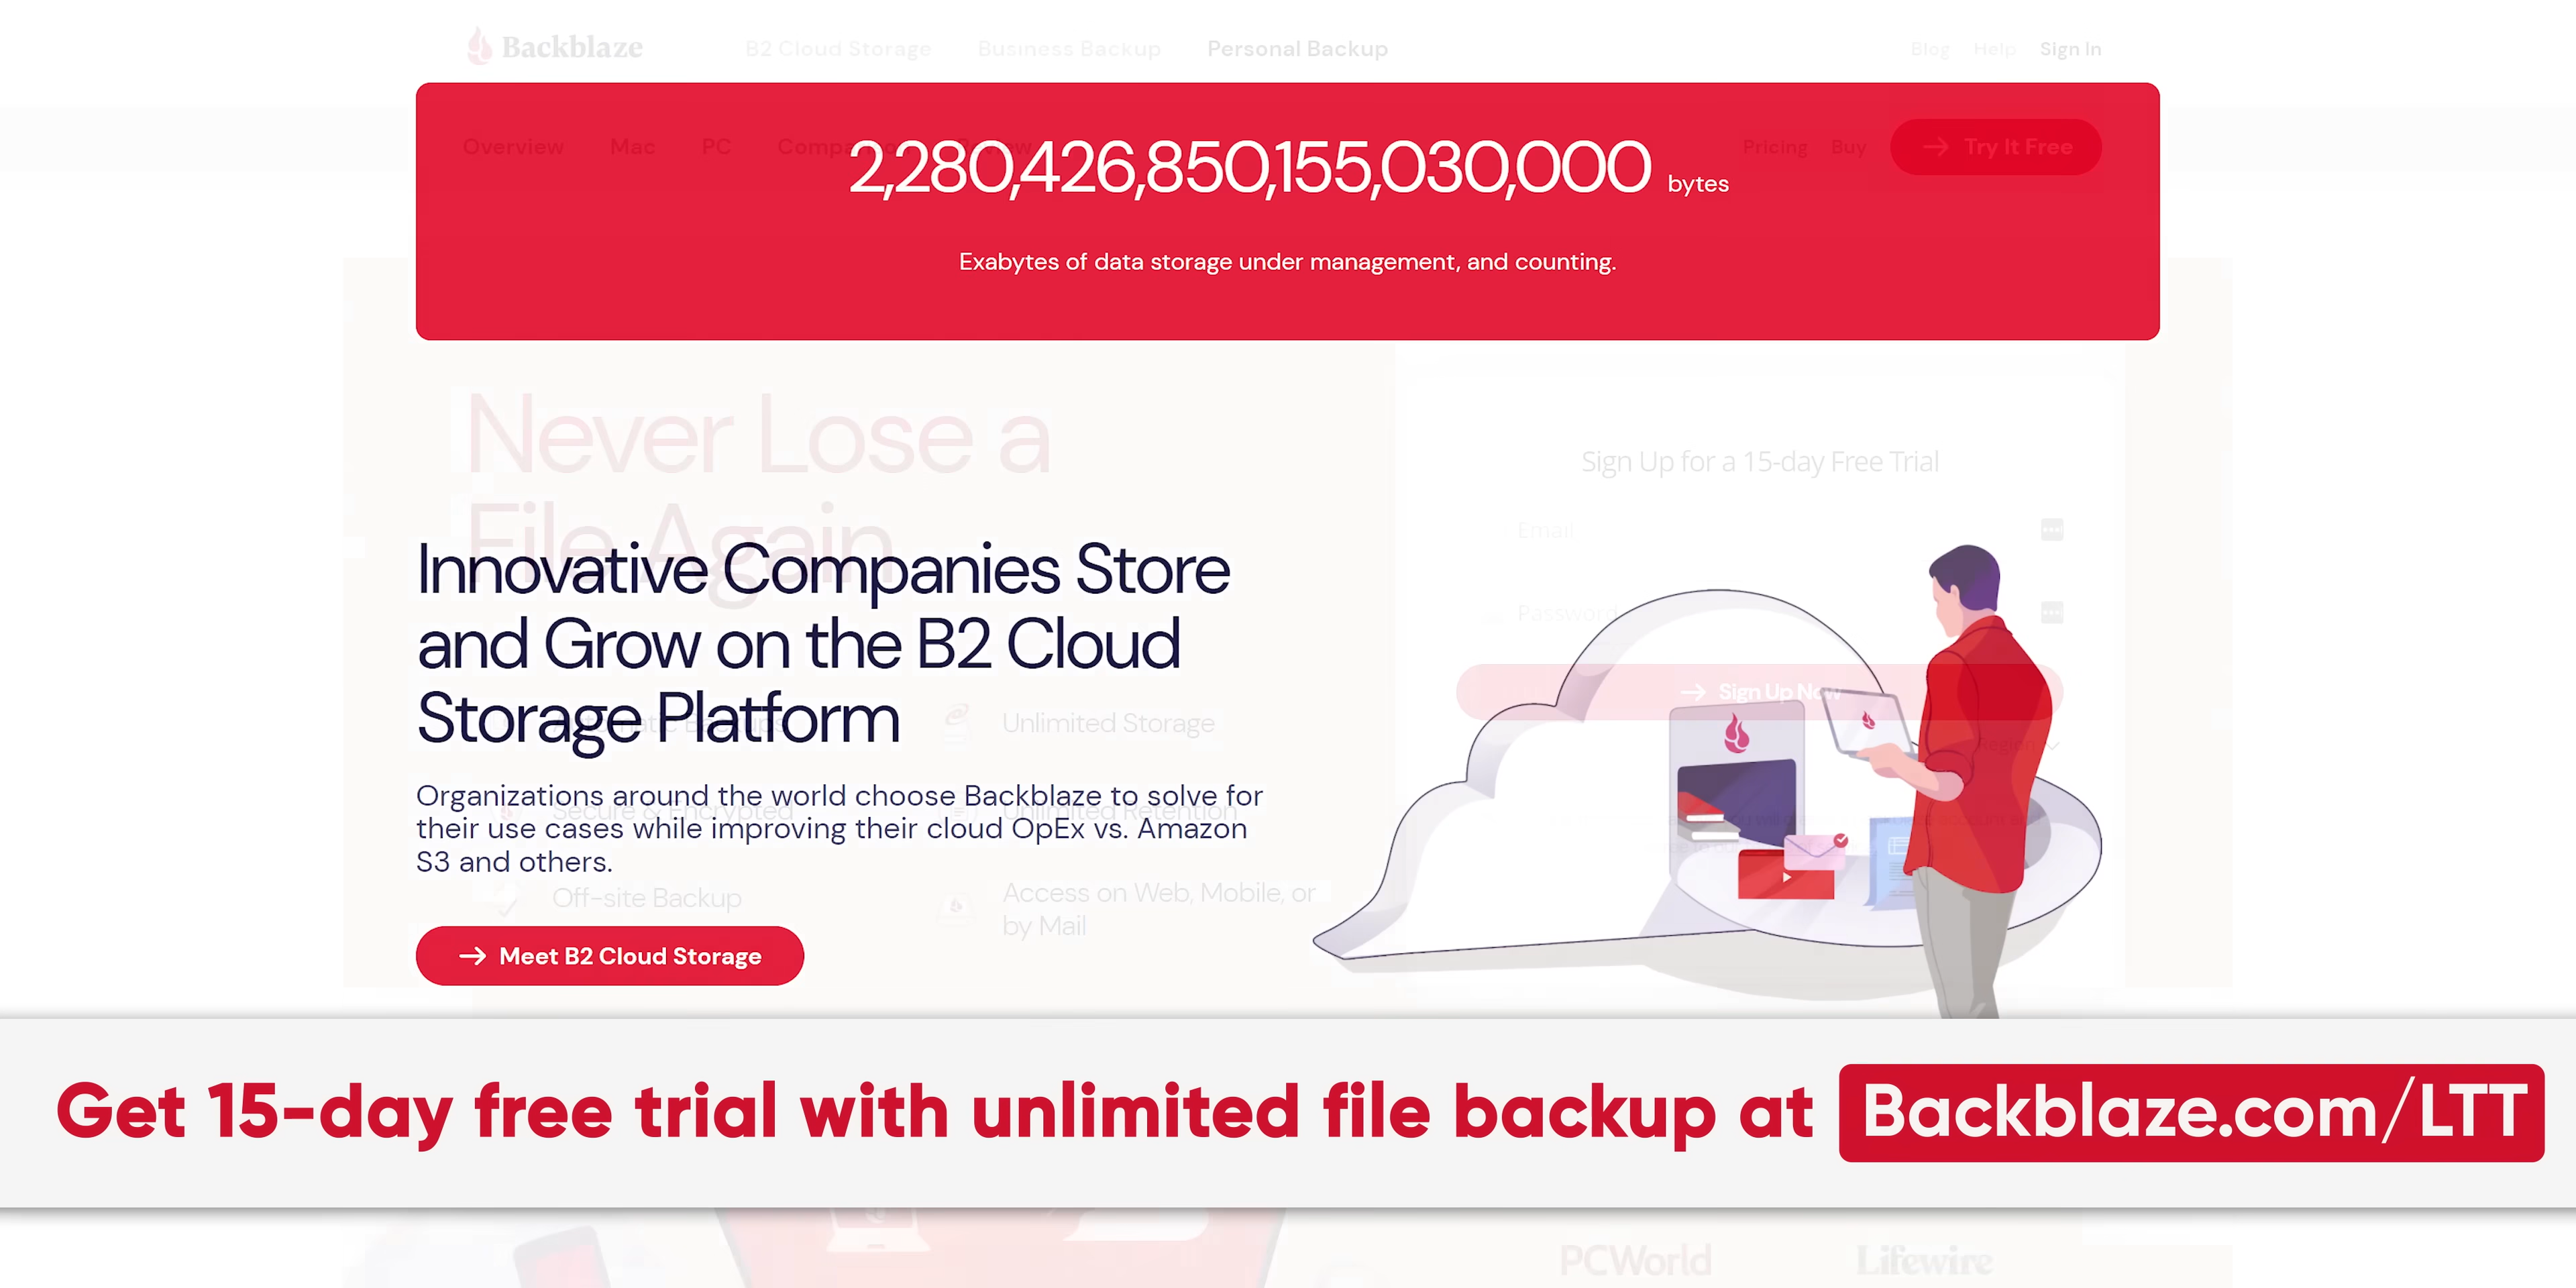 Backblaze
B2 Cloud Storage Business Backup Personal Backup
Blog Help Sign In
Overview Mac PC
Pricing Buy Try It Free
2,280,426,850,155,030,000 bytes
Exabytes of data storage under management, and counting.
Never Lose a
File Again
Sign Up for a 15-day Free Trial
Email
Password
Sign Up Now
Region
Innovative Companies Store
and Grow on the B2 Cloud
Storage Platform
Automatic Backups
Unlimited Storage
Organizations around the world choose Backblaze to solve for
their use cases while improving their cloud OpEx vs. Amazon
S3 and others.
Secure & Encrypted
Unlimited Retention
Off-site Backup
Access on Web, Mobile, or
by Mail
Meet B2 Cloud Storage
Get 15-day free trial with unlimited file backup at Backblaze.com/LTT
PCWorld Lifewire